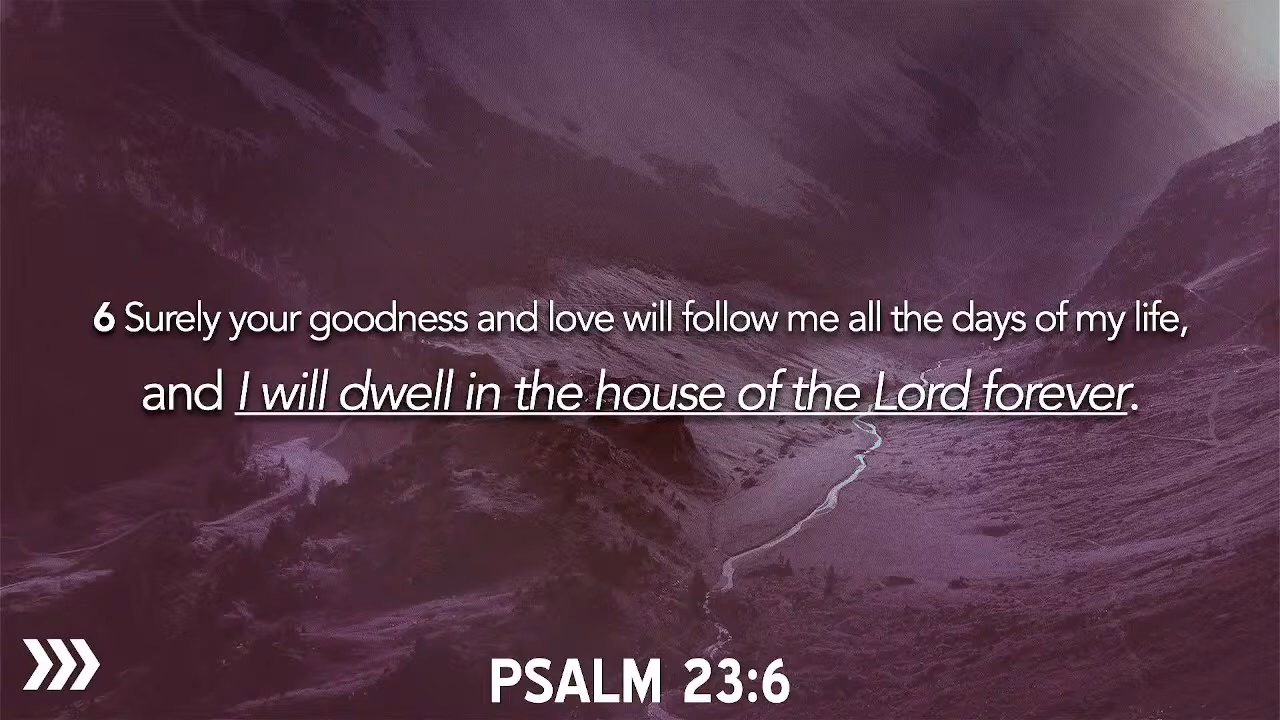 6 Surely your goodness and love will follow me all the days of my life,
and I will dwell in the house of the Lord forever.
PSALM 23:6